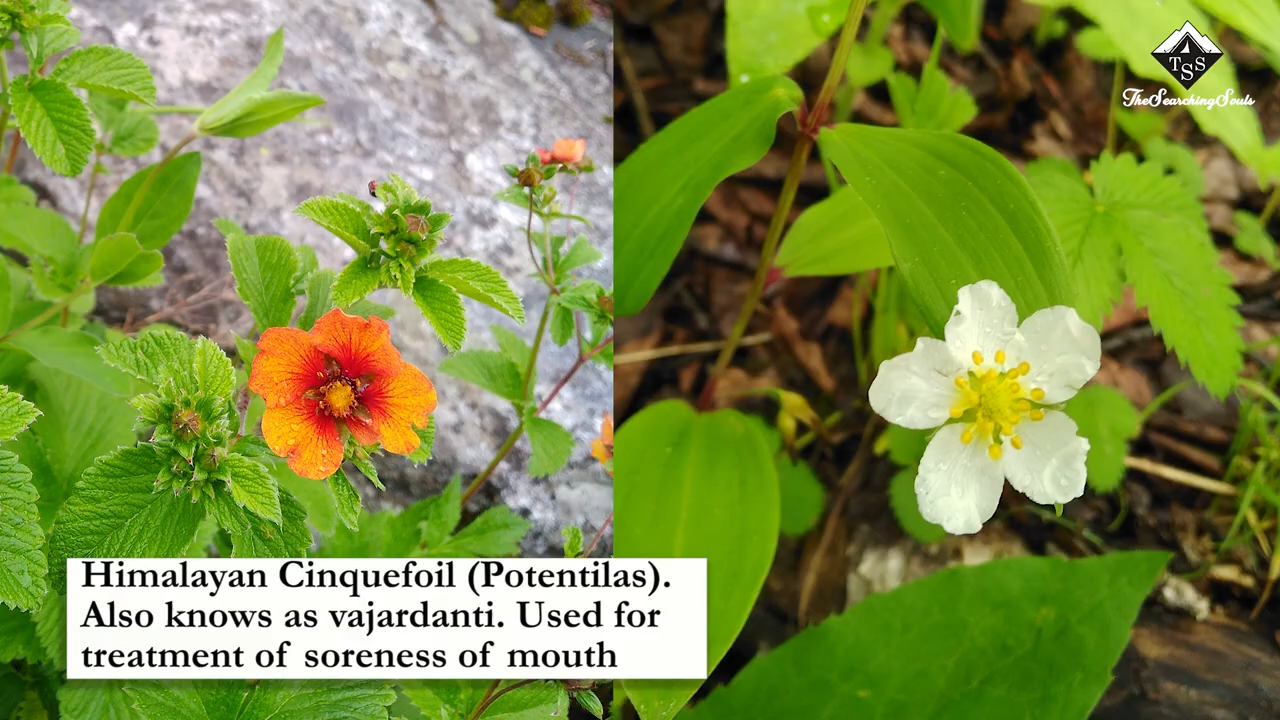 TSS
TheSearchingSouls
Himalayan Cinquefoil (Potentilas).
Also knows as vajardanti. Used for
treatment of soreness of mouth